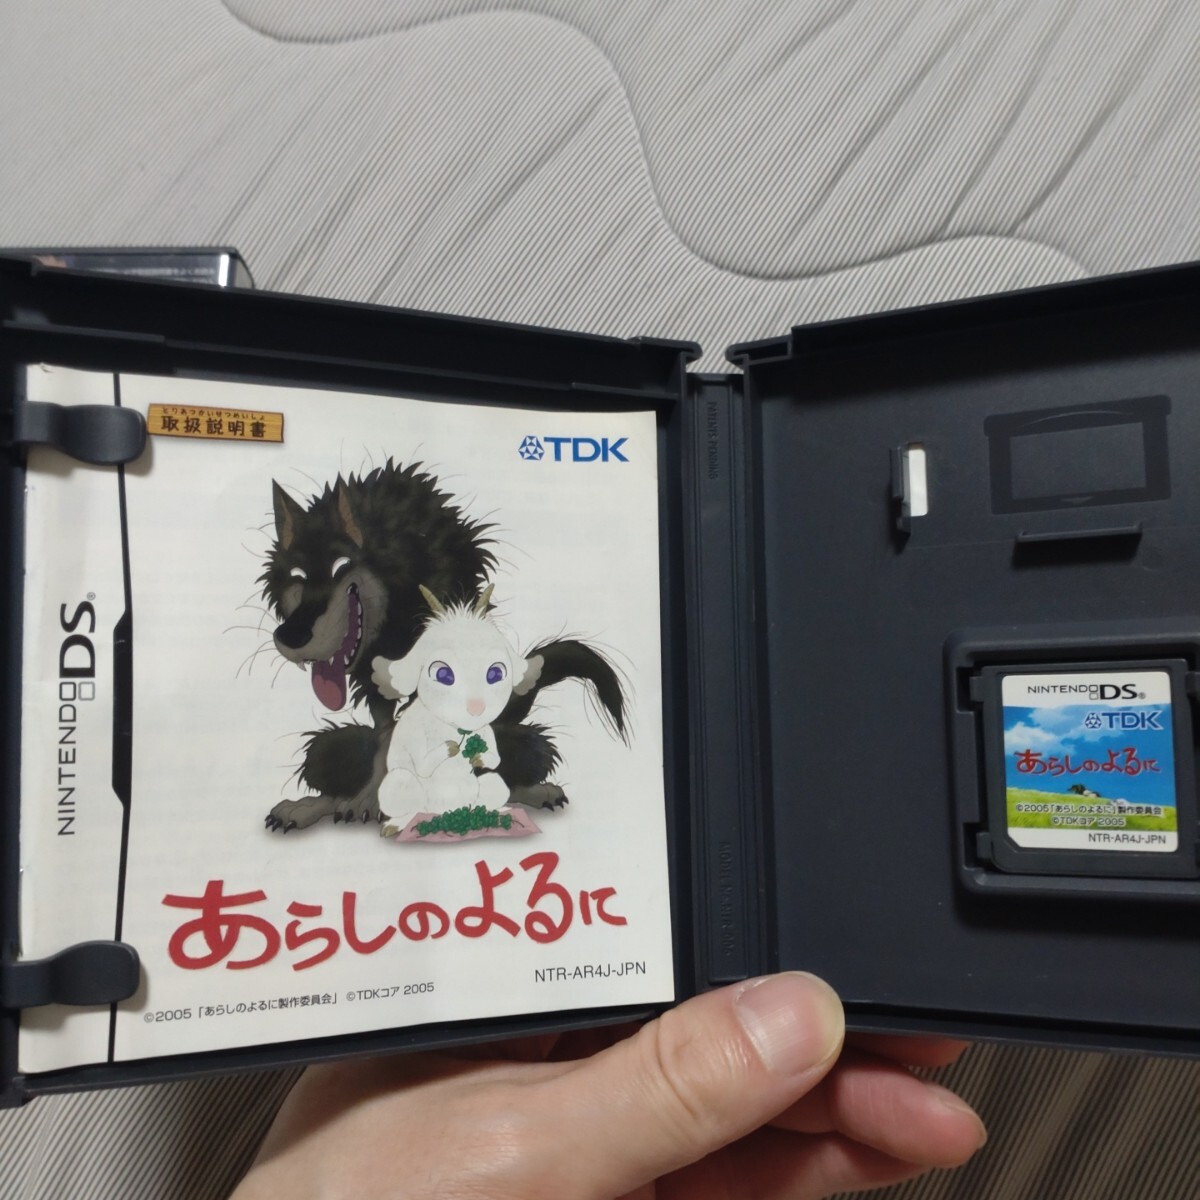 とりあつかいせつめいしょ
取扱説明書
TDK
NINTENDO DS®
あらしのよるに
NTR-AR4J-JPN
©2005「あらしのよるに製作委員会」©TDKコア 2005
PATENTS PENDING
NINTENDO DS®
TDK
あらしのよるに
©2005「あらしのよるに」製作委員会
©TDKコア 2005
NTR-AR4J-JPN